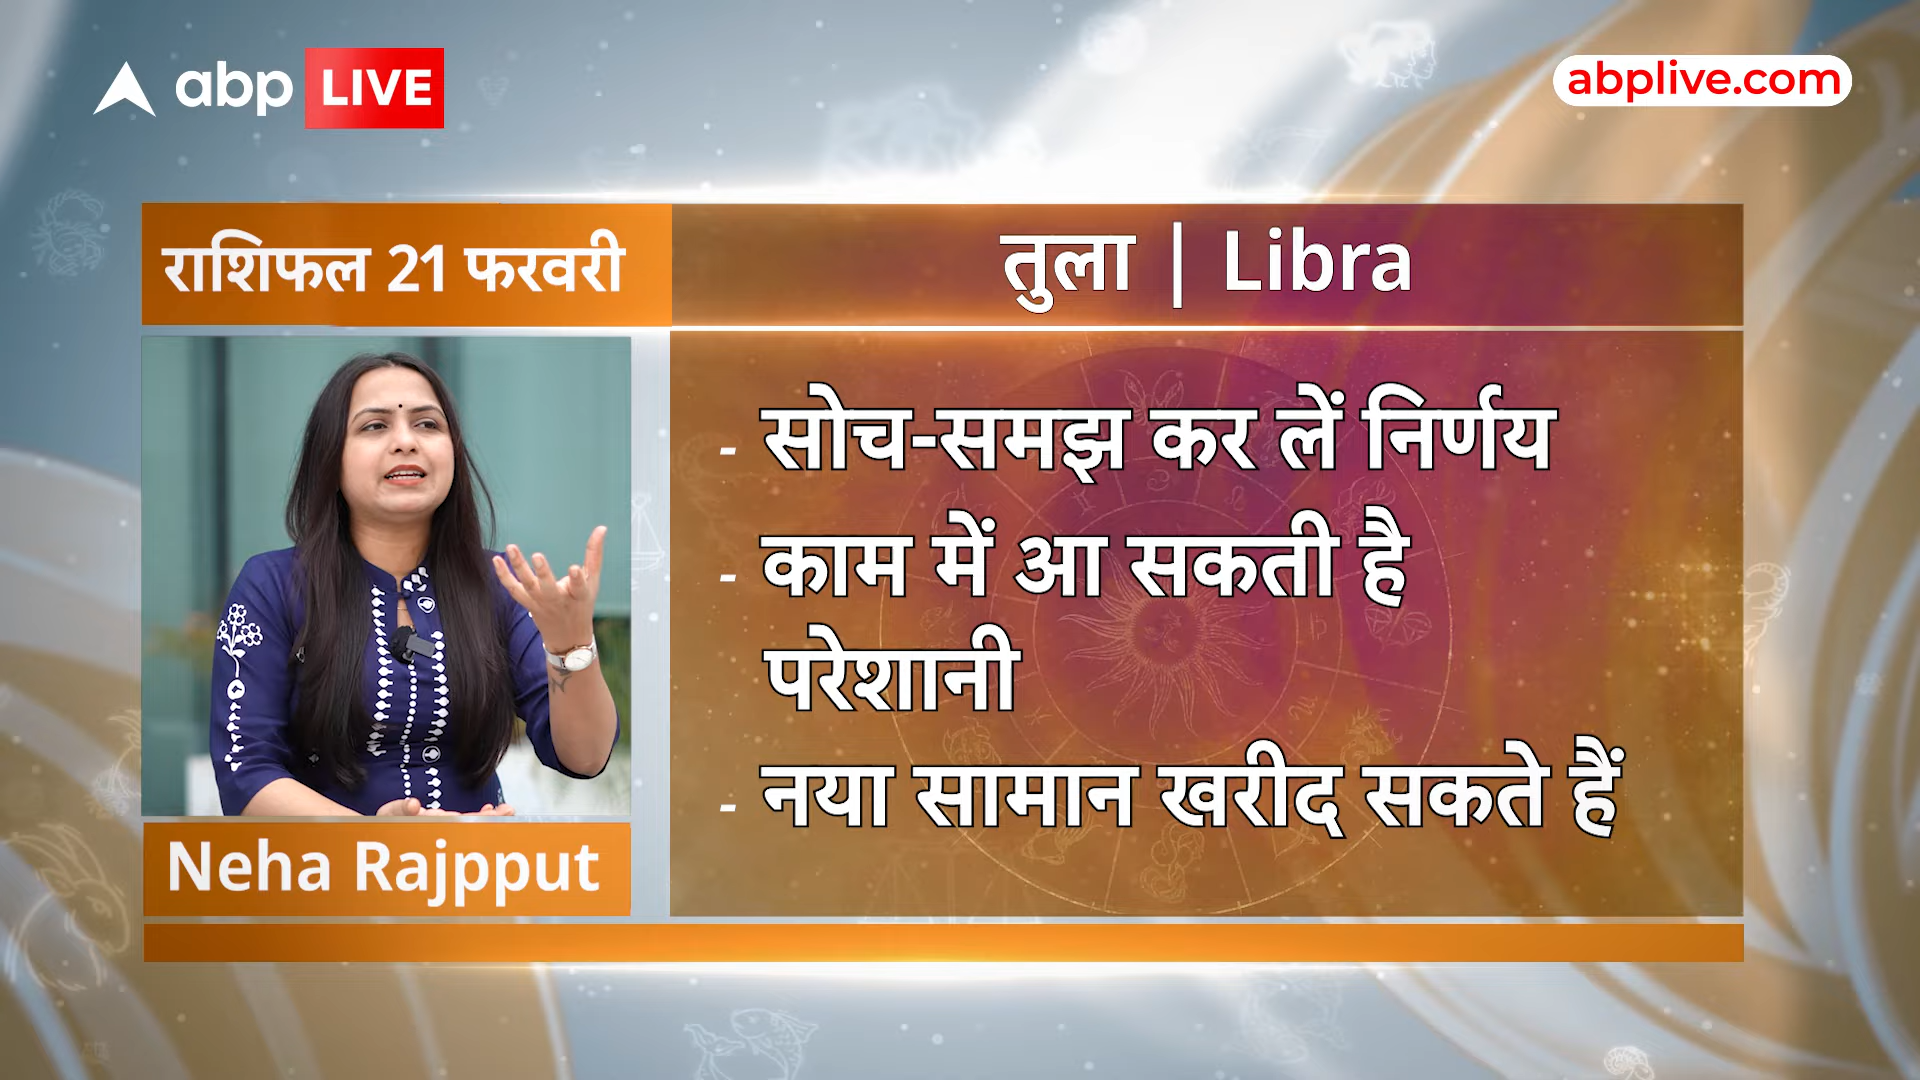 abp LIVE
abplive.com
राशिफल 21 फरवरी
तुला | Libra
- सोच-समझ कर लें निर्णय
- काम में आ सकती है
परेशानी
- नया सामान खरीद सकते हैं
Neha Rajpput